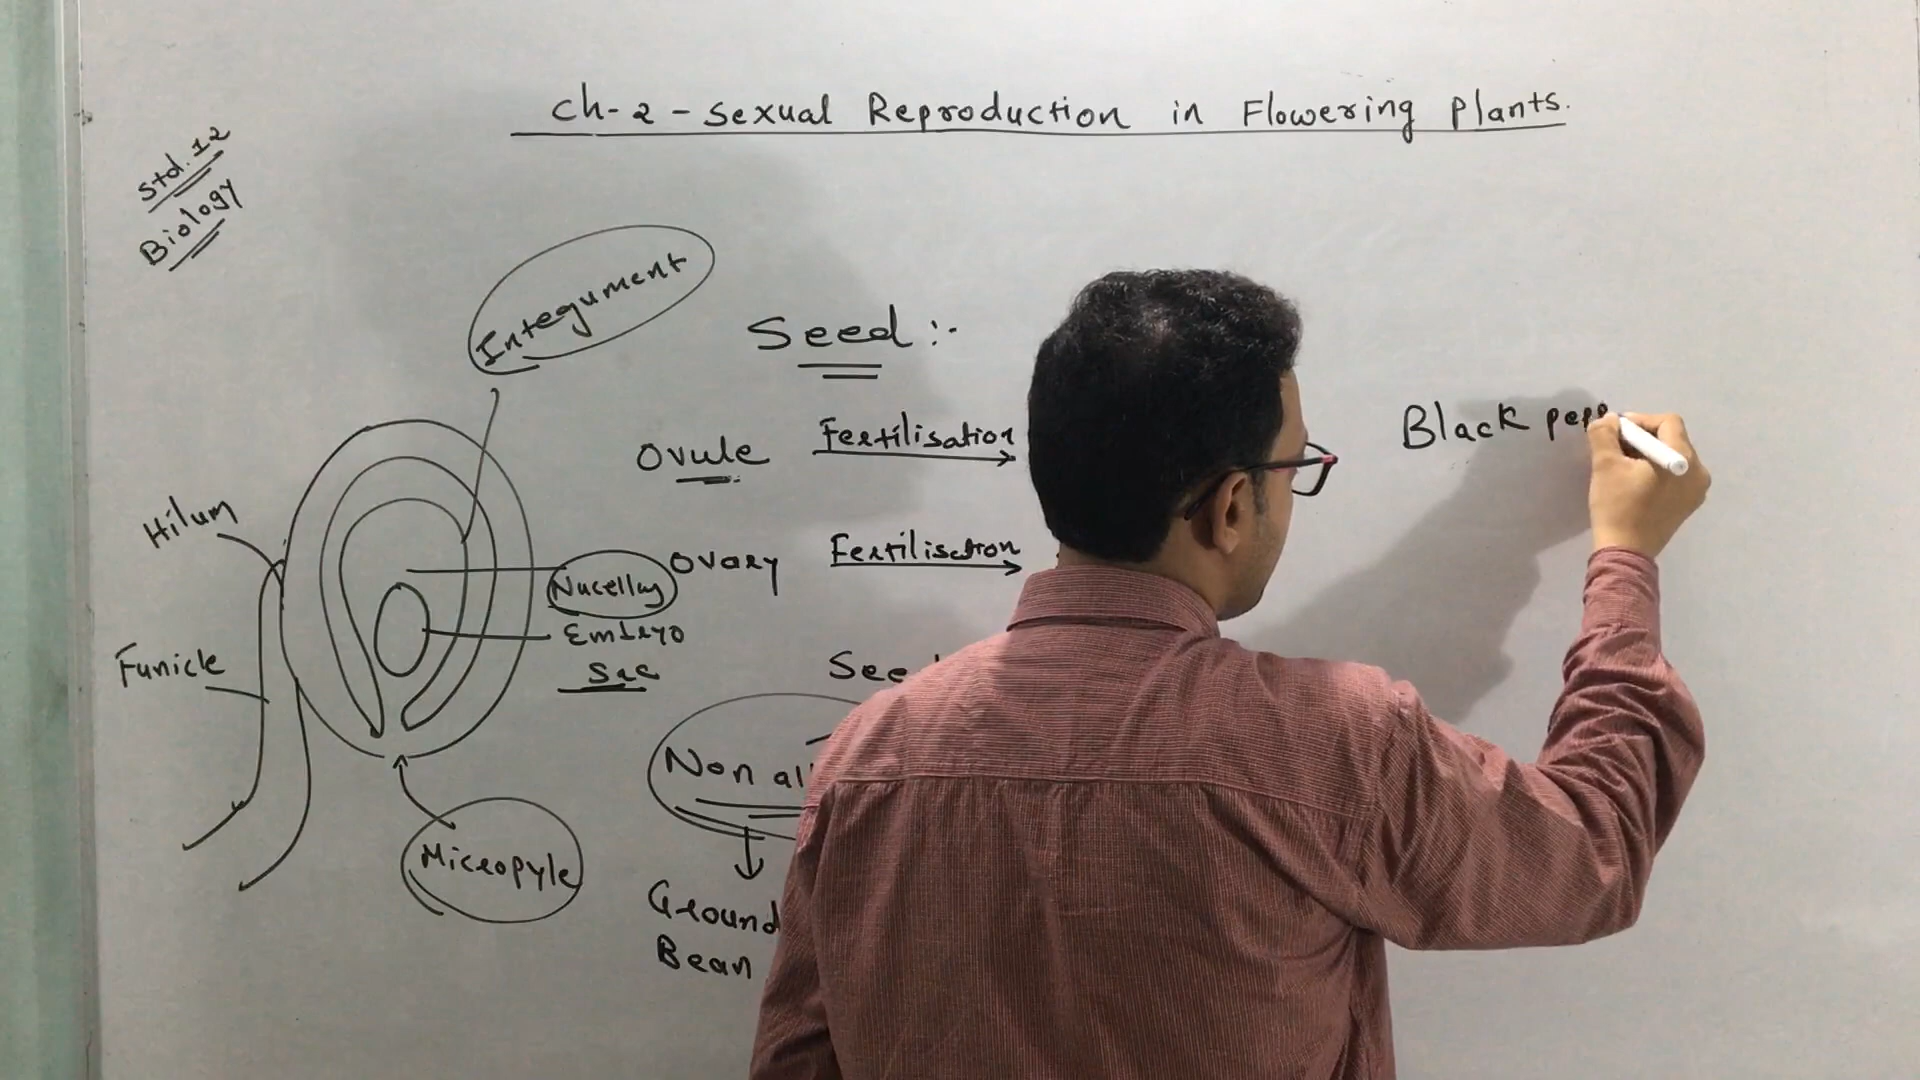 Ch-2 - Sexual Reproduction in Flowering Plants.
Std. 12
Biology
Integument
Seed :-
Ovule Fertilisation
Black pepp
Hilum
Ovary Fertilisation
Nucellus
Embryo
Sac
Funicle
See
Non al
Micropyle
Ground
Bean